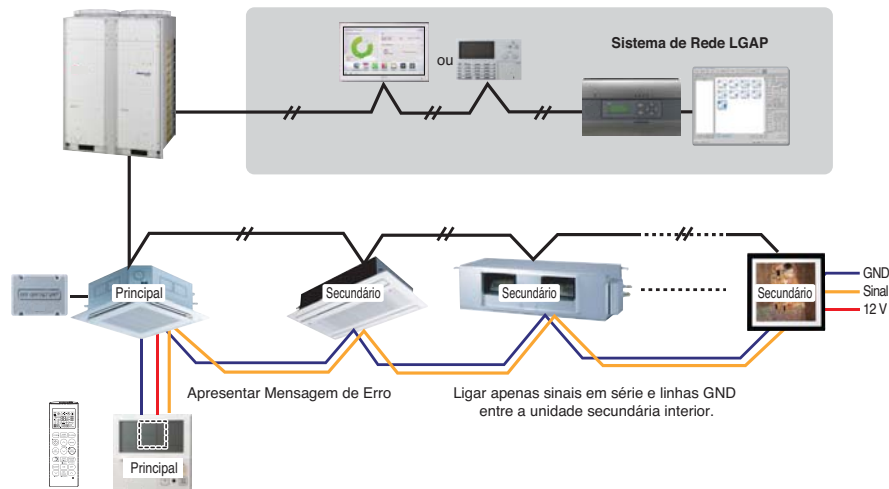 Sistema de Rede LGAP
ou
Principal
Secundário
Secundário
Secundário
GND
Sinal
12 V
Apresentar Mensagem de Erro
Ligar apenas sinais em série e linhas GND
entre a unidade secundária interior.
Principal